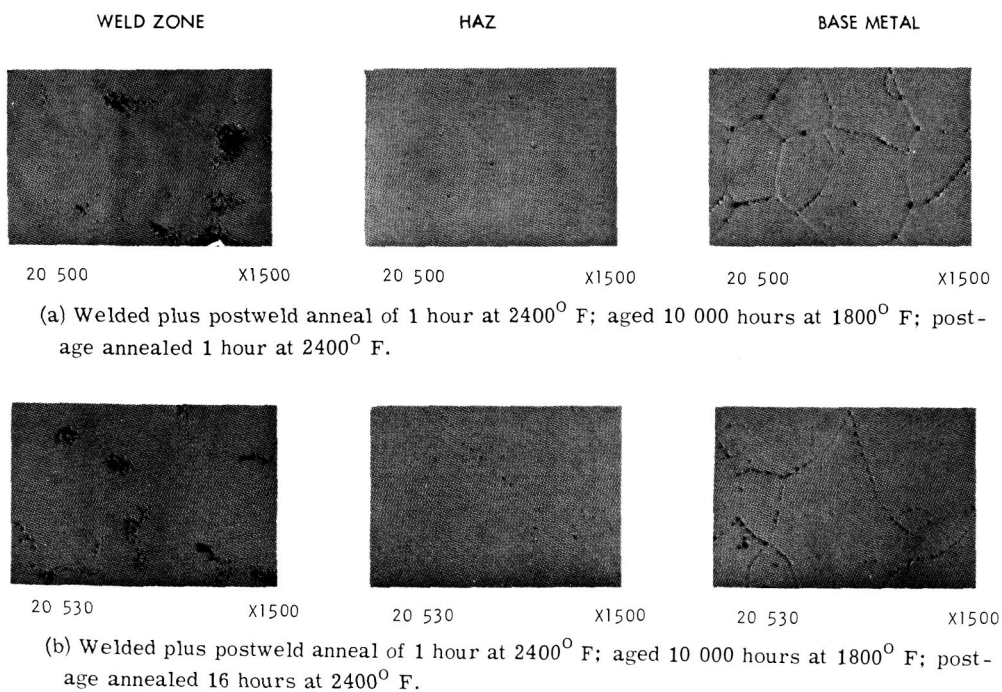 WELD ZONE HAZ BASE METAL
20 500 X1500 20 500 X1500 20 500 X1500
(a) Welded plus postweld anneal of 1 hour at 2400° F; aged 10 000 hours at 1800° F; post-
age annealed 1 hour at 2400° F.
20 530 X1500 20 530 X1500 20 530 X1500
(b) Welded plus postweld anneal of 1 hour at 2400° F; aged 10 000 hours at 1800° F; post-
age annealed 16 hours at 2400° F.